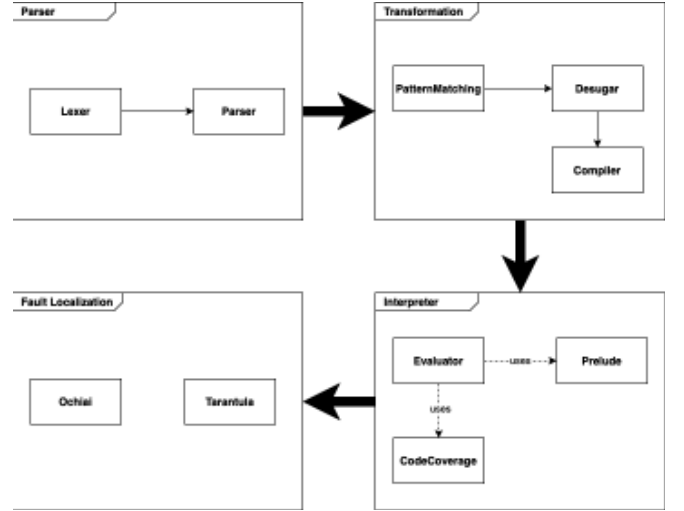 Parser
Lexer
Parser
Transformation
PatternMatching
Desugar
Compiler
Fault Localization
Ochiai
Tarantula
Interpreter
Evaluator
uses
Prelude
uses
CodeCoverage